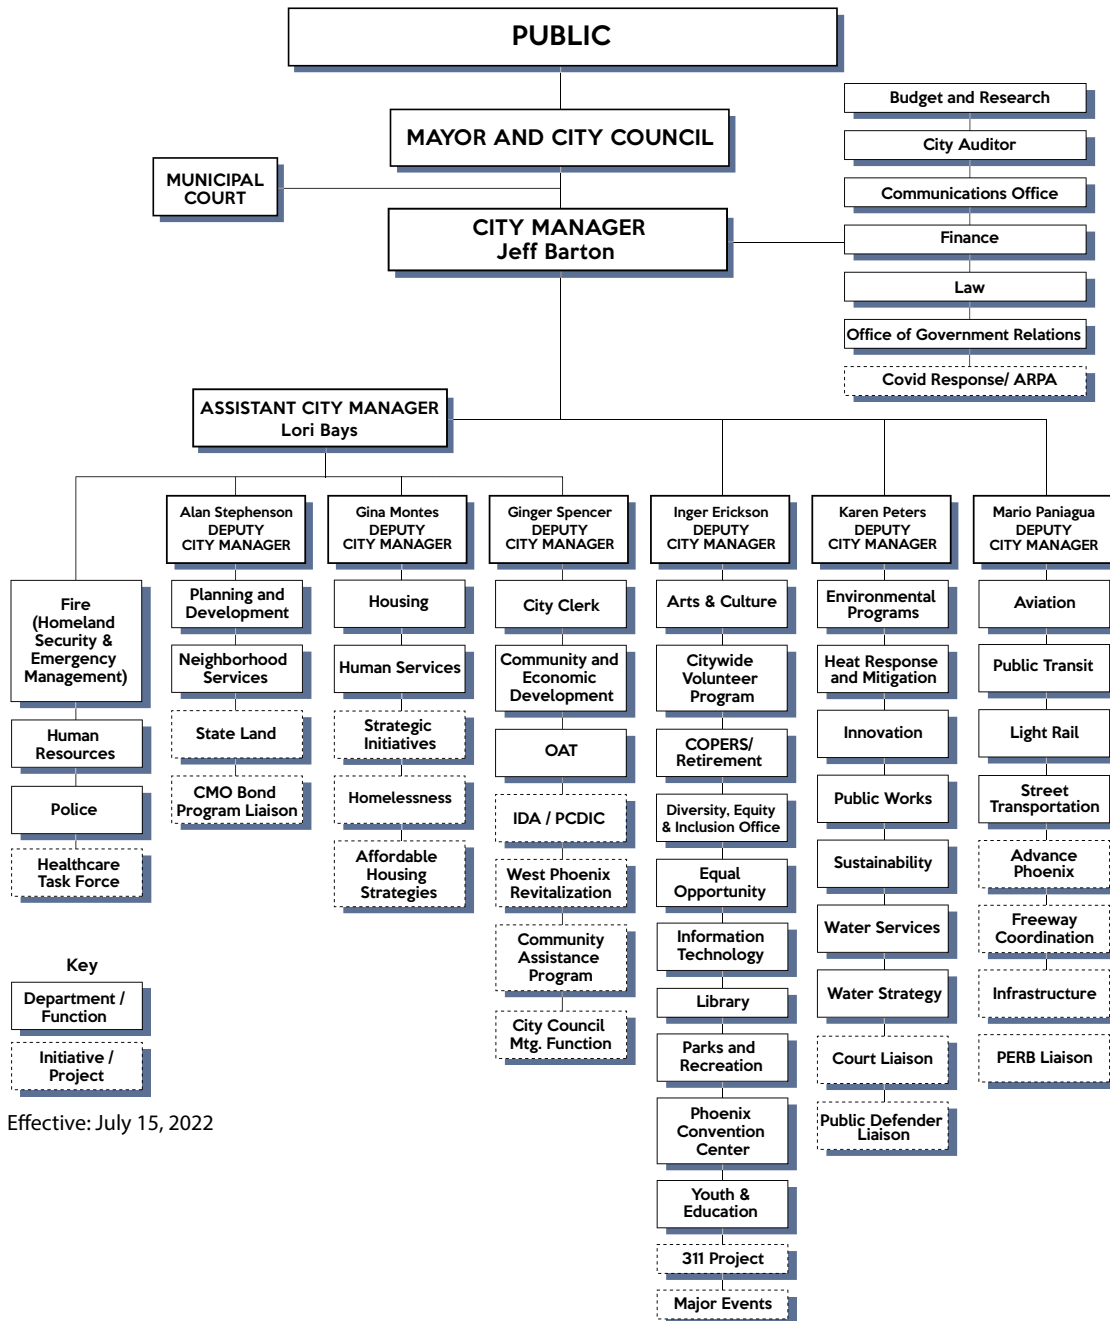 PUBLIC
MAYOR AND CITY COUNCIL
MUNICIPAL
COURT
CITY MANAGER
Jeff Barton
Budget and Research
City Auditor
Communications Office
Finance
Law
Office of Government Relations
Covid Response/ ARPA
ASSISTANT CITY MANAGER
Lori Bays
Fire
(Homeland
Security &
Emergency
Management)
Human
Resources
Police
Healthcare
Task Force
Alan Stephenson
DEPUTY
CITY MANAGER
Planning and
Development
Neighborhood
Services
State Land
CMO Bond
Program Liaison
Gina Montes
DEPUTY
CITY MANAGER
Housing
Human Services
Strategic
Initiatives
Homelessness
Affordable
Housing
Strategies
Ginger Spencer
DEPUTY
CITY MANAGER
City Clerk
Community and
Economic
Development
OAT
IDA / PCDIC
West Phoenix
Revitalization
Community
Assistance
Program
City Council
Mtg. Function
Inger Erickson
DEPUTY
CITY MANAGER
Arts & Culture
Citywide
Volunteer
Program
COPERS/
Retirement
Diversity, Equity
& Inclusion Office
Equal
Opportunity
Information
Technology
Library
Parks and
Recreation
Phoenix
Convention
Center
Youth &
Education
311 Project
Major Events
Karen Peters
DEPUTY
CITY MANAGER
Environmental
Programs
Heat Response
and Mitigation
Innovation
Public Works
Sustainability
Water Services
Water Strategy
Court Liaison
Public Defender
Liaison
Mario Paniagua
DEPUTY
CITY MANAGER
Aviation
Public Transit
Light Rail
Street
Transportation
Advance
Phoenix
Freeway
Coordination
Infrastructure
PERB Liaison
Key
Department /
Function
Initiative /
Project
Effective: July 15, 2022